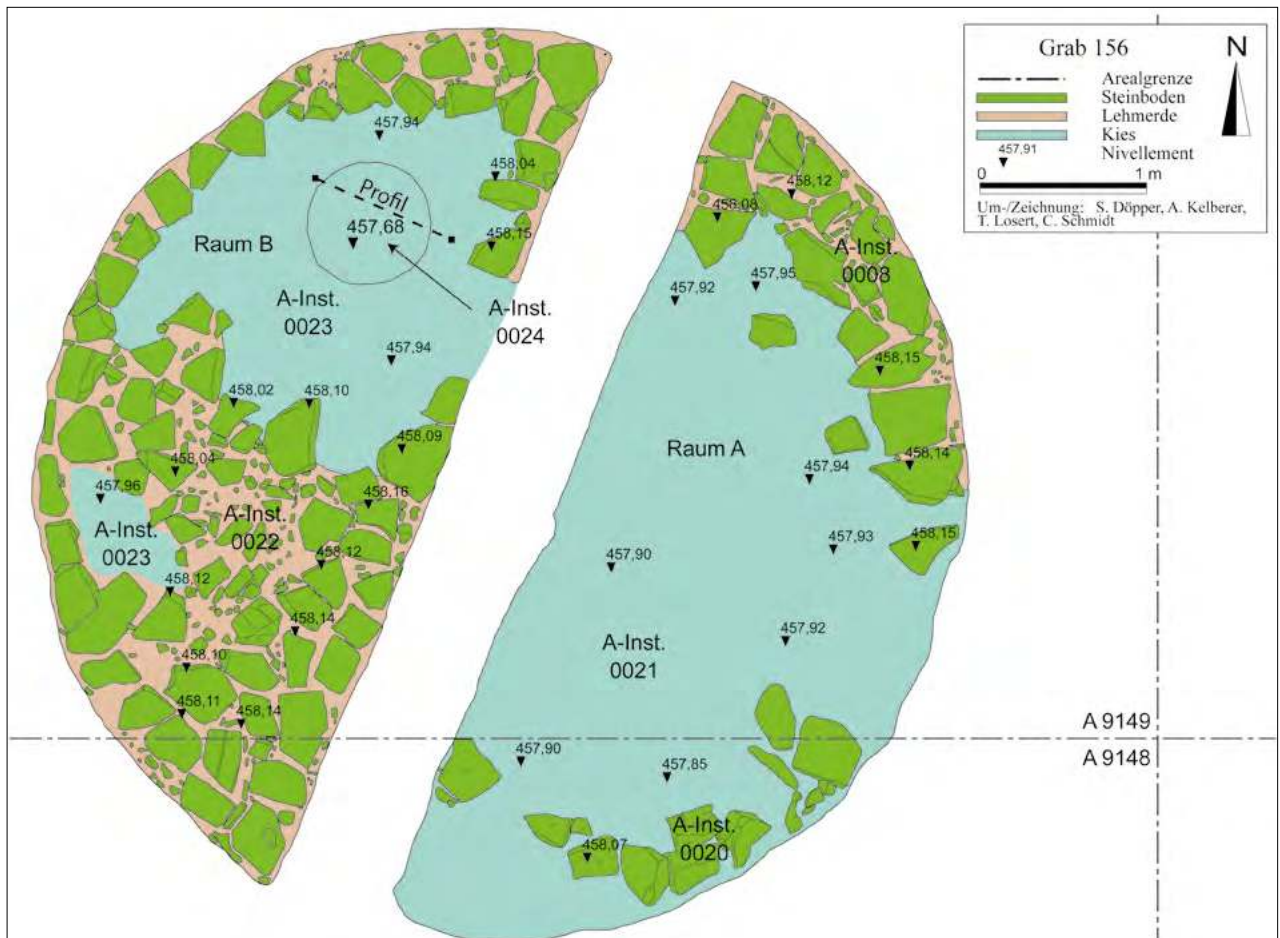 Grab 156
N
Arealgrenze
Steinboden
Lehmerde
Kies
457,91
Nivellement
0 1 m
Um-/Zeichnung: S. Döpper, A. Kelberer,
T. Losert, C. Schmidt
457,94
458,04
Profil
457,68
458,15
Raum B
A-Inst.
0023
A-Inst.
0024
457,94
458,02
458,10
458,09
458,04
457,96
458,16
A-Inst.
0022
A-Inst.
0023
458,12
458,12
458,14
458,10
458,11
458,14
458,12
458,08
A-Inst.
0008
457,95
457,92
458,15
Raum A
458,14
457,94
458,15
457,93
457,90
457,92
A-Inst.
0021
A 9149
A 9148
457,90
457,85
A-Inst.
0020
458,07